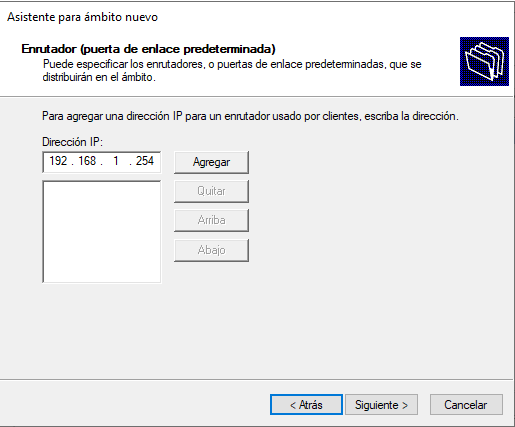 Asistente para ámbito nuevo
Enrutador (puerta de enlace predeterminada)
Puede especificar los enrutadores, o puertas de enlace predeterminadas, que se
distribuirán en el ámbito.
Para agregar una dirección IP para un enrutador usado por clientes, escriba la dirección.
Dirección IP:
192 . 168 . 1 . 254
Agregar
Quitar
Arriba
Abajo
< Atrás
Siguiente >
Cancelar